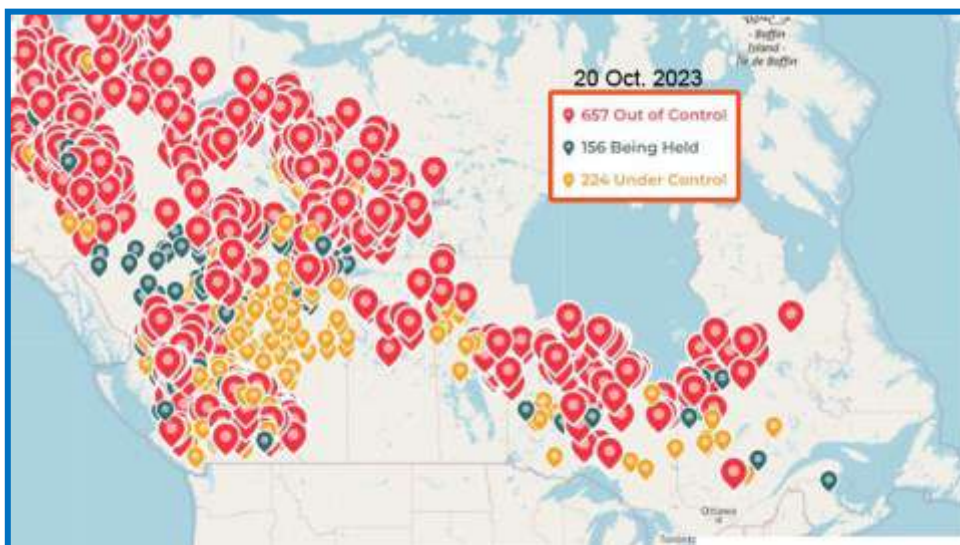 - Baffin
Island -
Île de Baffin
20 Oct. 2023
657 Out of Control
156 Being Held
224 Under Control
Ottawa
Toronto